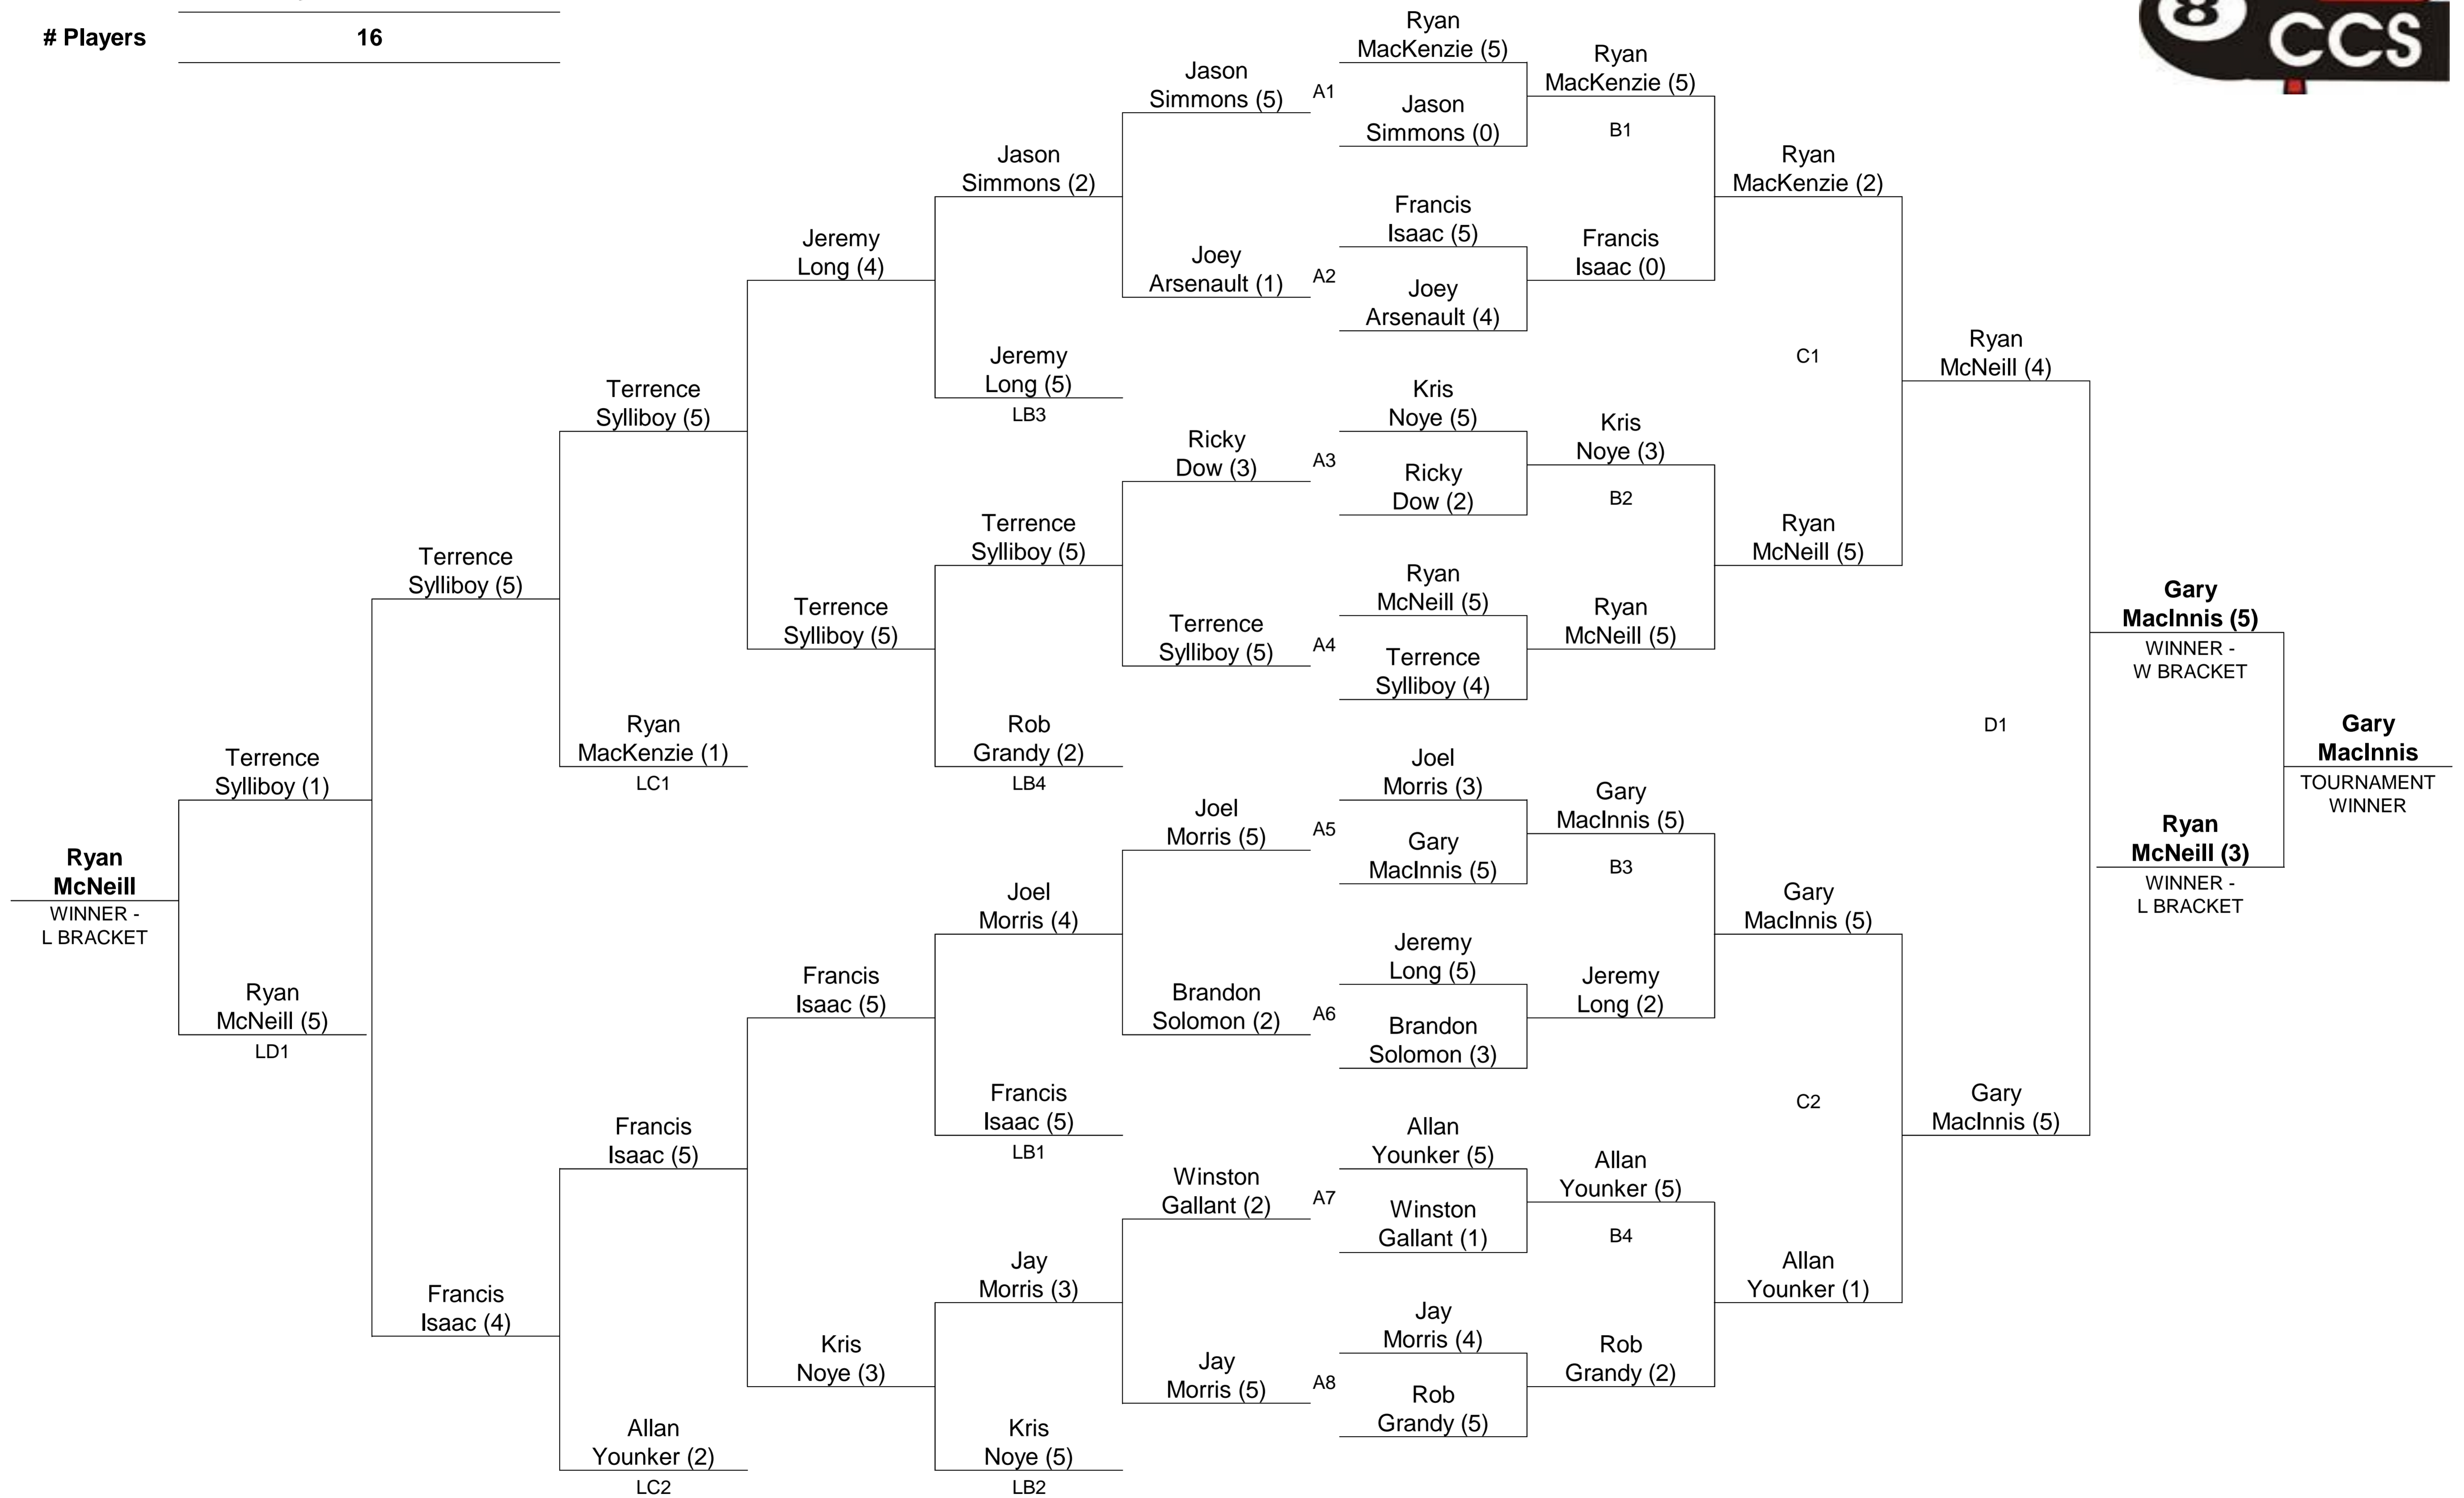 # Players 16
8
CCS
Ryan
MacKenzie (5)
Jason
Simmons (0)
Francis
Isaac (5)
Joey
Arsenault (4)
Kris
Noye (5)
Ricky
Dow (2)
Ryan
McNeill (5)
Terrence
Sylliboy (4)
Joel
Morris (3)
Gary
MacInnis (5)
Jeremy
Long (5)
Brandon
Solomon (3)
Allan
Younker (5)
Winston
Gallant (1)
Jay
Morris (4)
Rob
Grandy (5)
A1
A2
A3
A4
A5
A6
A7
A8
Ryan
MacKenzie (5)
B1
Francis
Isaac (0)
Kris
Noye (3)
B2
Ryan
McNeill (5)
Gary
MacInnis (5)
B3
Jeremy
Long (2)
Allan
Younker (5)
B4
Rob
Grandy (2)
Ryan
MacKenzie (2)
C1
Ryan
McNeill (5)
Gary
MacInnis (5)
C2
Allan
Younker (1)
Ryan
McNeill (4)
D1
Gary
MacInnis (5)
Gary
MacInnis (5)
WINNER -
W BRACKET
Ryan
McNeill (3)
WINNER -
L BRACKET
Gary
MacInnis
TOURNAMENT
WINNER
Jason
Simmons (5)
Joey
Arsenault (1)
Ricky
Dow (3)
Terrence
Sylliboy (5)
Joel
Morris (5)
Brandon
Solomon (2)
Winston
Gallant (2)
Jay
Morris (5)
Jason
Simmons (2)
Jeremy
Long (5)
LB3
Terrence
Sylliboy (5)
Rob
Grandy (2)
LB4
Joel
Morris (4)
Francis
Isaac (5)
LB1
Jay
Morris (3)
Kris
Noye (5)
LB2
Jeremy
Long (4)
Terrence
Sylliboy (5)
Francis
Isaac (5)
Kris
Noye (3)
Terrence
Sylliboy (5)
Ryan
MacKenzie (1)
LC1
Francis
Isaac (5)
Allan
Younker (2)
LC2
Terrence
Sylliboy (5)
Francis
Isaac (4)
Terrence
Sylliboy (1)
Ryan
McNeill (5)
LD1
Ryan
McNeill
WINNER -
L BRACKET